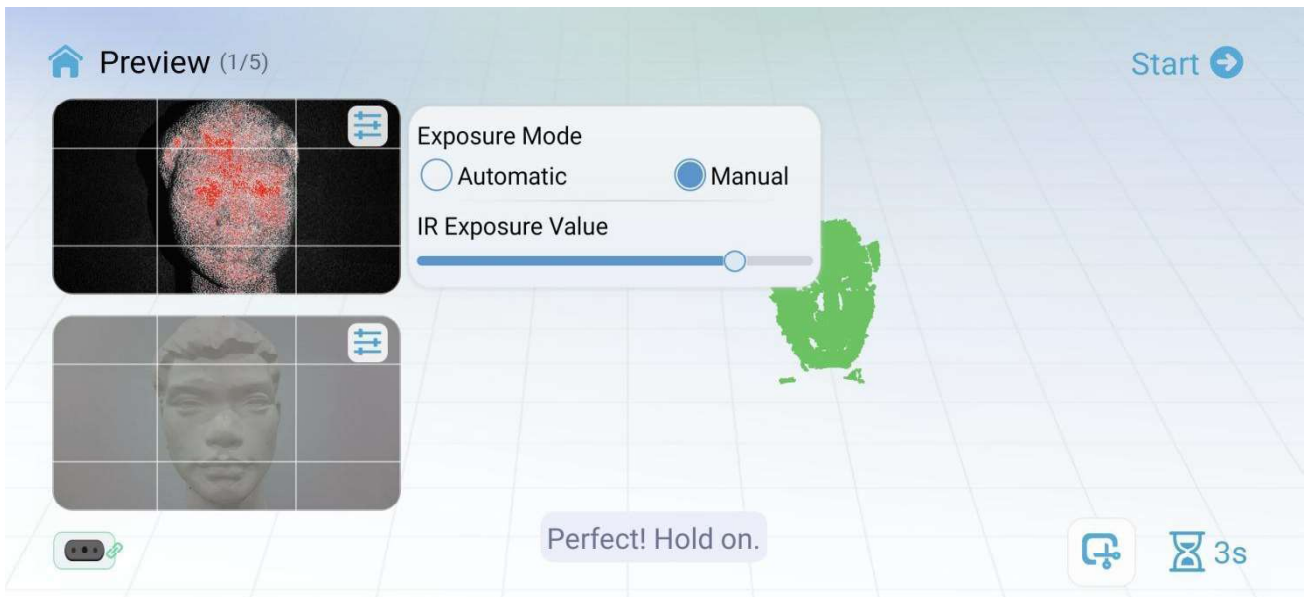 Preview (1/5)
Start
Exposure Mode
Automatic
Manual
IR Exposure Value
Perfect! Hold on.
3s